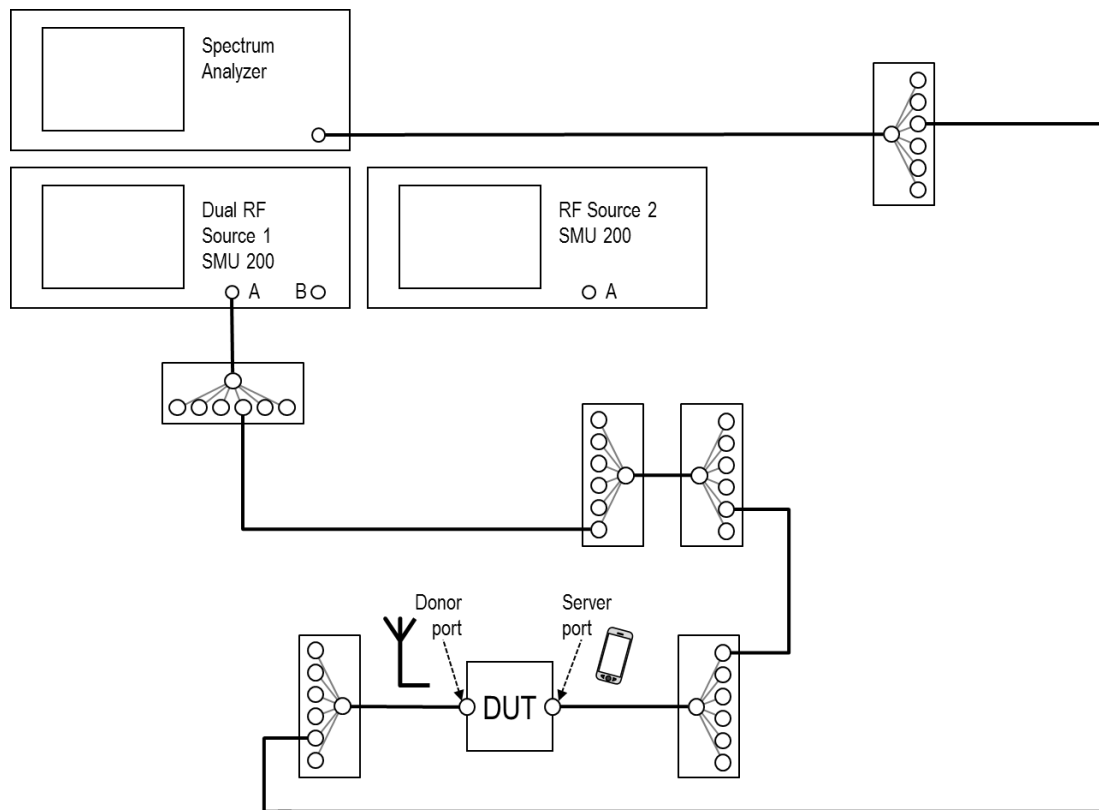 Spectrum
Analyzer
Dual RF
Source 1
SMU 200
A
B
RF Source 2
SMU 200
A
Donor
port
Server
port
DUT